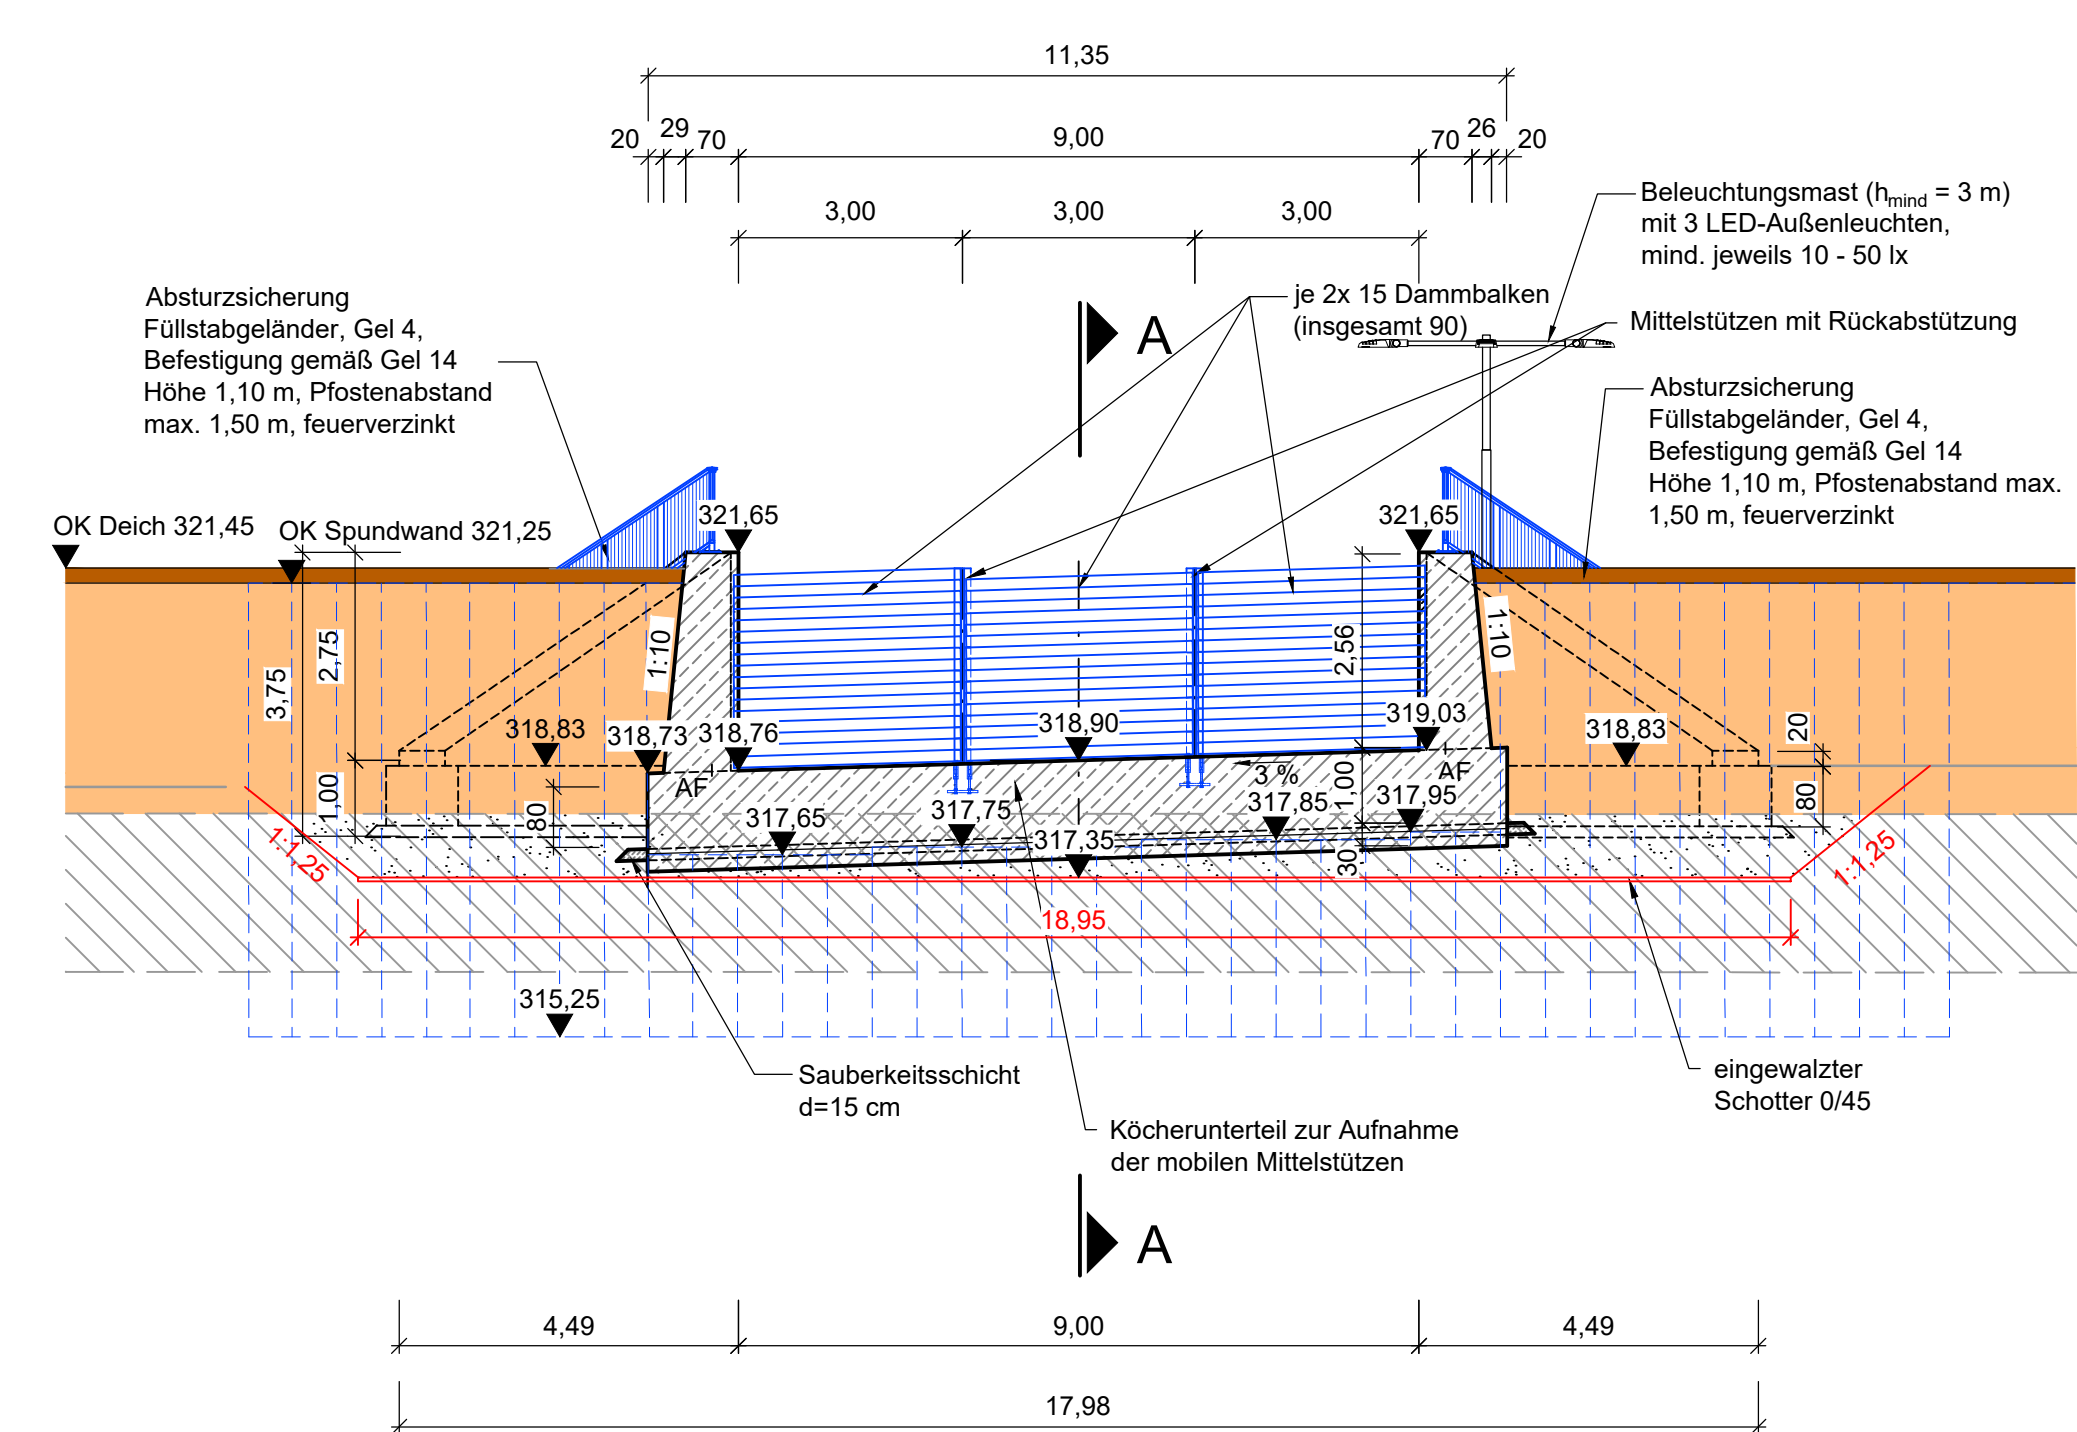 11,35
20
29
70
9,00
70
26
20
3,00
3,00
3,00
Beleuchtungsmast (hmind = 3 m)
mit 3 LED-Außenleuchten,
mind. jeweils 10 - 50 lx
Absturzsicherung
Füllstabgeländer, Gel 4,
Befestigung gemäß Gel 14
Höhe 1,10 m, Pfostenabstand
max. 1,50 m, feuerverzinkt
je 2x 15 Dammbalken
(insgesamt 90)
Mittelstützen mit Rückabstützung
A
Absturzsicherung
Füllstabgeländer, Gel 4,
Befestigung gemäß Gel 14
Höhe 1,10 m, Pfostenabstand max.
1,50 m, feuerverzinkt
OK Deich 321,45
OK Spundwand 321,25
321,65
321,65
1:10
1:10
2,75
3,75
2,56
318,83
318,73
318,76
318,90
319,03
318,83
20
1,00
80
AF
3 %
1,00
AF
80
317,65
317,75
317,35
317,85
317,95
30
1:1,25
1:1,25
18,95
315,25
Sauberkeitsschicht
d=15 cm
eingewalzter
Schotter 0/45
Köcherunterteil zur Aufnahme
der mobilen Mittelstützen
A
4,49
9,00
4,49
17,98